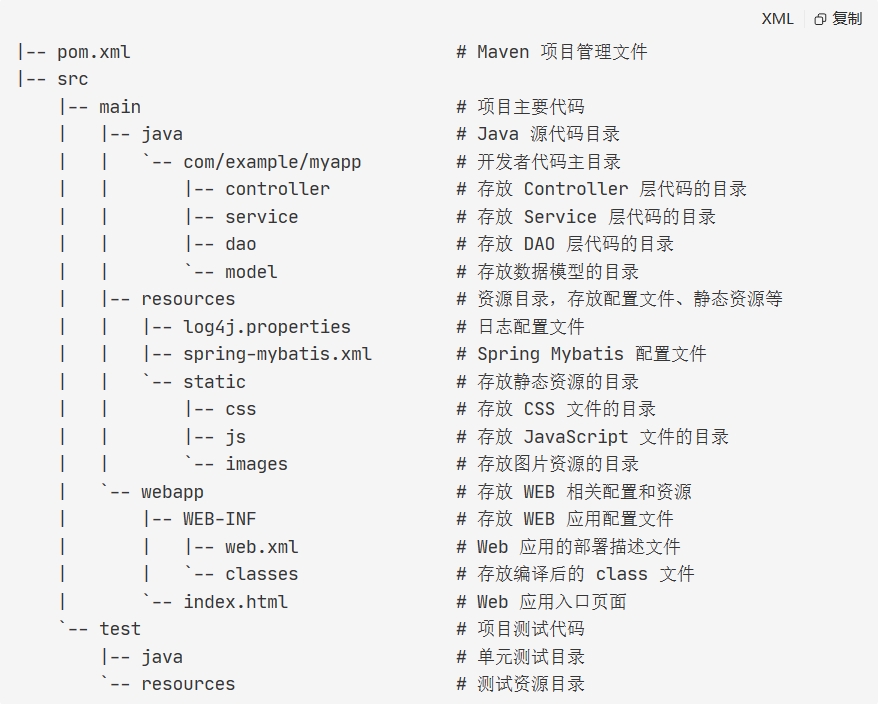 XML 复制
|-- pom.xml                               # Maven 项目管理文件
|-- src
    |-- main                              # 项目主要代码
    |   |-- java                          # Java 源代码目录
    |   |   `-- com/example/myapp         # 开发者代码主目录
    |   |       |-- controller            # 存放 Controller 层代码的目录
    |   |       |-- service               # 存放 Service 层代码的目录
    |   |       |-- dao                   # 存放 DAO 层代码的目录
    |   |       `-- model                 # 存放数据模型的目录
    |   |-- resources                     # 资源目录，存放配置文件、静态资源等
    |   |   |-- log4j.properties          # 日志配置文件
    |   |   |-- spring-mybatis.xml        # Spring Mybatis 配置文件
    |   |   `-- static                    # 存放静态资源的目录
    |   |       |-- css                   # 存放 CSS 文件的目录
    |   |       |-- js                    # 存放 JavaScript 文件的目录
    |   |       `-- images                # 存放图片资源的目录
    |   `-- webapp                        # 存放 WEB 相关配置和资源
    |       |-- WEB-INF                   # 存放 WEB 应用配置文件
    |       |   |-- web.xml               # Web 应用的部署描述文件
    |       |   `-- classes               # 存放编译后的 class 文件
    |       `-- index.html                # Web 应用入口页面
    `-- test                              # 项目测试代码
        |-- java                          # 单元测试目录
        `-- resources                     # 测试资源目录